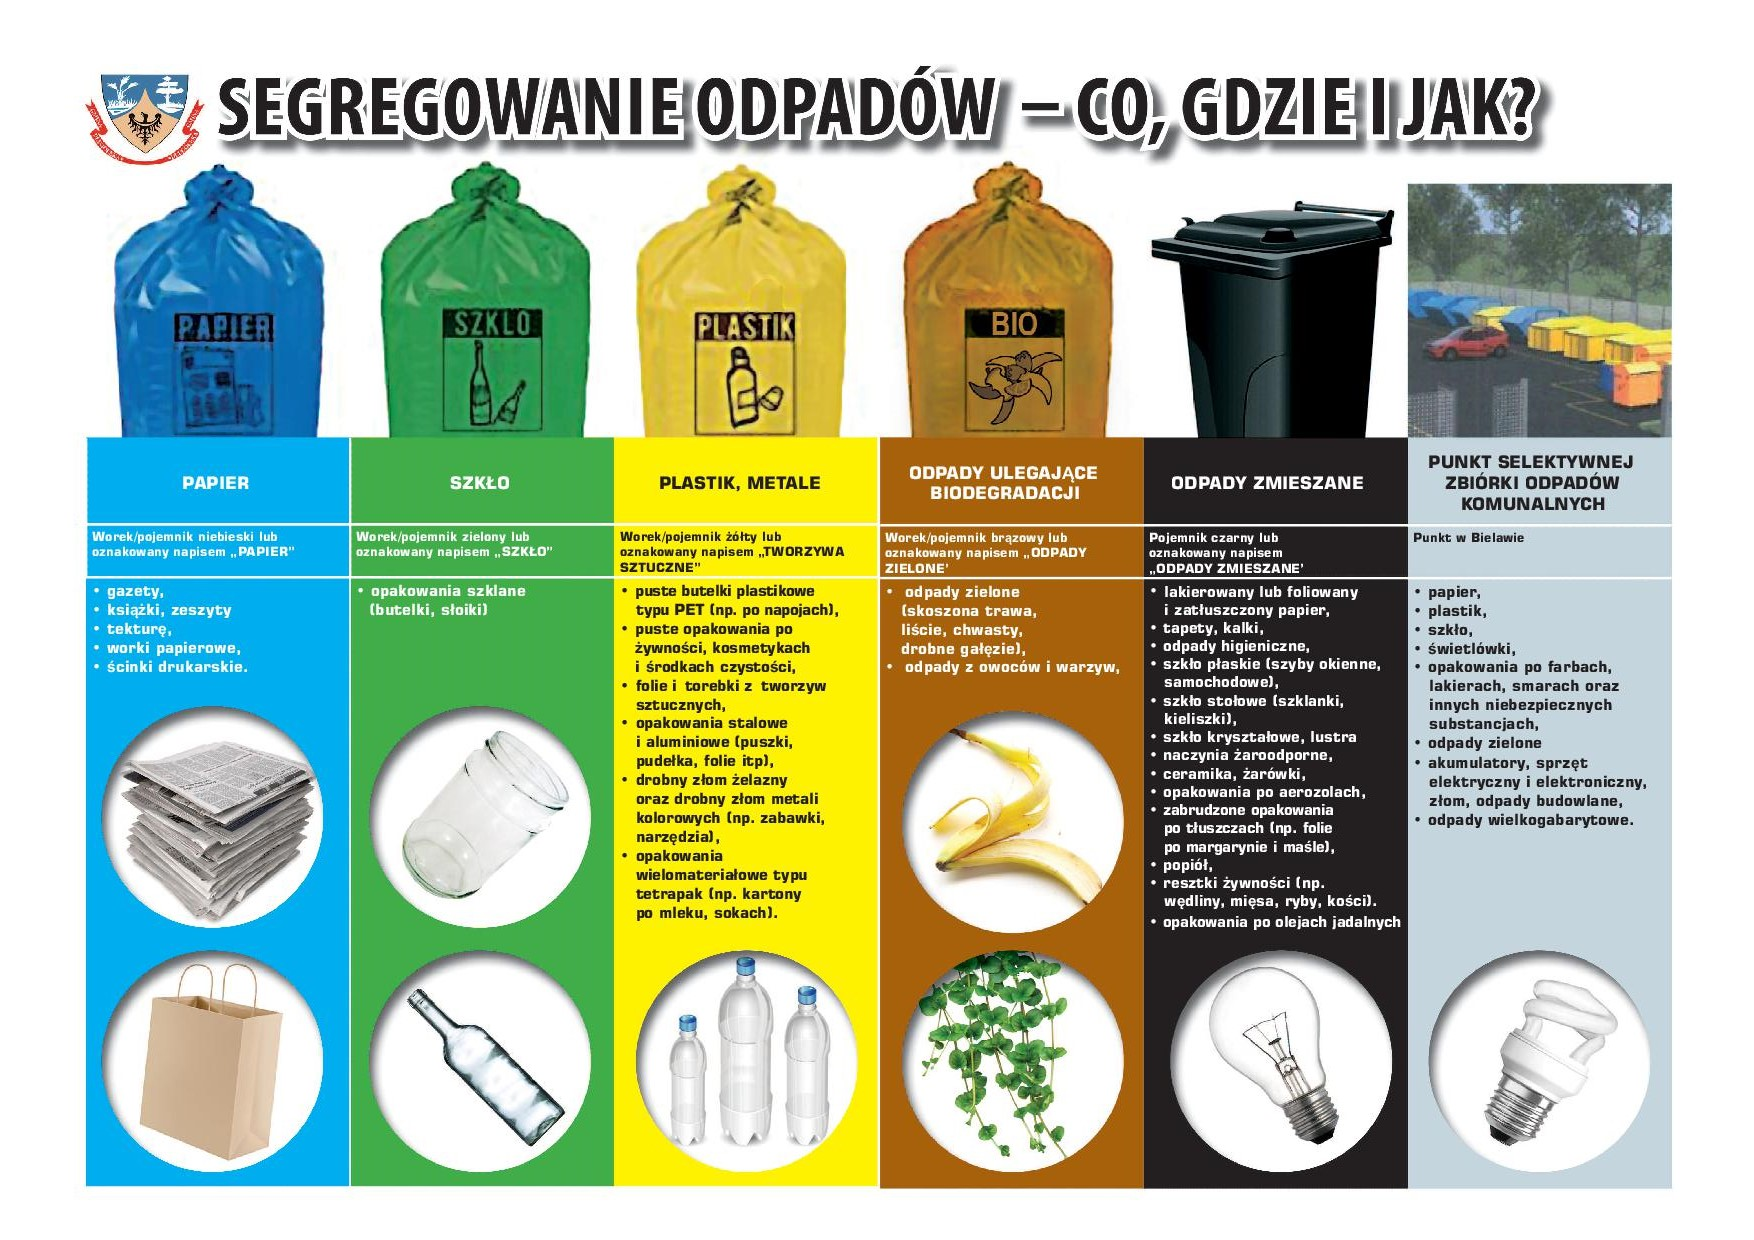 SEGREGOWANIE ODPADÓW – CO, GDZIE I JAK?
PAPIER
SZKLO
PLASTIK
BIO
PAPIER
Worek/pojemnik niebieski lub
oznakowany napisem „PAPIER”
• gazety,
• książki, zeszyty
• tekturę,
• worki papierowe,
• ścinki drukarskie.
SZKŁO
Worek/pojemnik zielony lub
oznakowany napisem „SZKŁO”
• opakowania szklane
(butelki, słoiki)
PLASTIK, METALE
Worek/pojemnik żółty lub
oznakowany napisem „TWORZYWA
SZTUCZNE”
• puste butelki plastikowe
typu PET (np. po napojach),
• puste opakowania po
żywności, kosmetykach
i środkach czystości,
• folie i torebki z tworzyw
sztucznych,
• opakowania stalowe
i aluminiowe (puszki,
pudełka, folie itp),
• drobny złom żelazny
oraz drobny złom metali
kolorowych (np. zabawki,
narzędzia),
• opakowania
wielomateriałowe typu
tetrapak (np. kartony
po mleku, sokach).
ODPADY ULEGAJĄCE
BIODEGRADACJI
Worek/pojemnik brązowy lub
oznakowany napisem „ODPADY
ZIELONE’
• odpady zielone
(skoszona trawa,
liście, chwasty,
drobne gałęzie),
• odpady z owoców i warzyw,
ODPADY ZMIESZANE
Pojemnik czarny lub
oznakowany napisem
„ODPADY ZMIESZANE’
• lakierowany lub foliowany
i zatłuszczony papier,
• tapety, kalki,
• odpady higieniczne,
• szkło płaskie (szyby okienne,
samochodowe),
• szkło stołowe (szklanki,
kieliszki),
• szkło kryształowe, lustra
• naczynia żaroodporne,
• ceramika, żarówki,
• opakowania po aerozolach,
• zabrudzone opakowania
po tłuszczach (np. folie
po margarynie i maśle),
• popiół,
• resztki żywności (np.
wędliny, mięsa, ryby, kości).
• opakowania po olejach jadalnych
PUNKT SELEKTYWNEJ
ZBIÓRKI ODPADÓW
KOMUNALNYCH
Punkt w Bielawie
• papier,
• plastik,
• szkło,
• świetlówki,
• opakowania po farbach,
lakierach, smarach oraz
innych niebezpiecznych
substancjach,
• odpady zielone
• akumulatory, sprzęt
elektryczny i elektroniczny,
złom, odpady budowlane,
• odpady wielkogabarytowe.